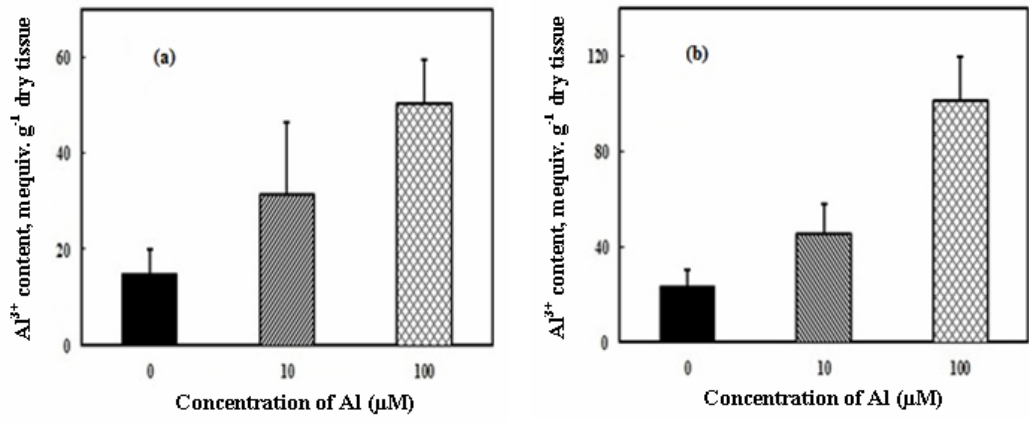 (a)
Al³⁺ content, mequiv. g⁻¹ dry tissue
60
40
20
0
0 10 100
Concentration of Al (µM)
(b)
Al³⁺ content, mequiv. g⁻¹ dry tissue
120
80
40
0
0 10 100
Concentration of Al (µM)